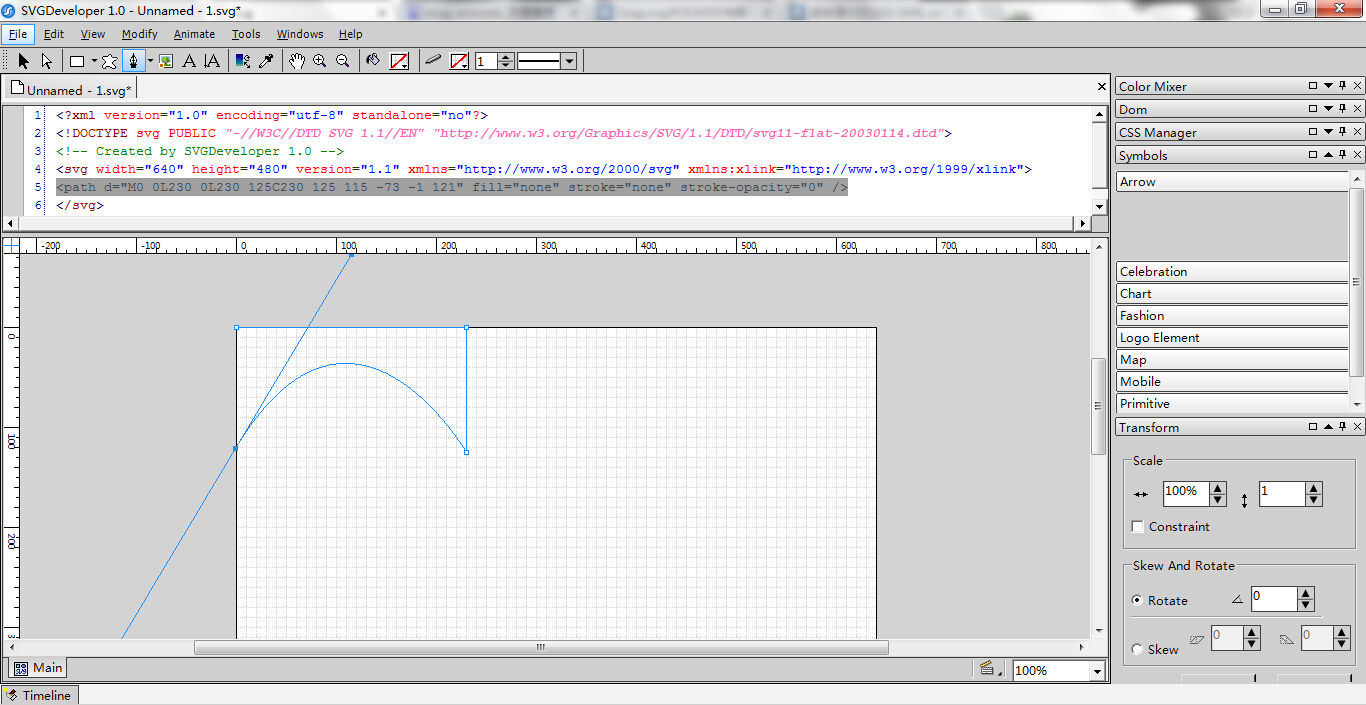 SVGDeveloper 1.0 - Unnamed - 1.svg*
File Edit View Modify Animate Tools Windows Help
1
Unnamed - 1.svg*
1 <?xml version="1.0" encoding="utf-8" standalone="no"?>
2 <!DOCTYPE svg PUBLIC "-//W3C//DTD SVG 1.1//EN" "http://www.w3.org/Graphics/SVG/1.1/DTD/svg11-flat-20030114.dtd">
3 <!-- Created by SVGDeveloper 1.0 -->
4 <svg width="640" height="480" version="1.1" xmlns="http://www.w3.org/2000/svg" xmlns:xlink="http://www.w3.org/1999/xlink">
5 <path d="M0 0L230 0L230 125C230 125 115 -73 -1 121" fill="none" stroke="none" stroke-opacity="0" />
6 </svg>
-200 -100 0 100 200 300 400 500 600 700 800
0
100
200
Main
100%
Timeline
Color Mixer
Dom
CSS Manager
Symbols
Arrow
Celebration
Chart
Fashion
Logo Element
Map
Mobile
Primitive
Transform
Scale
100% 1
Constraint
Skew And Rotate
Rotate 0
Skew 0 0